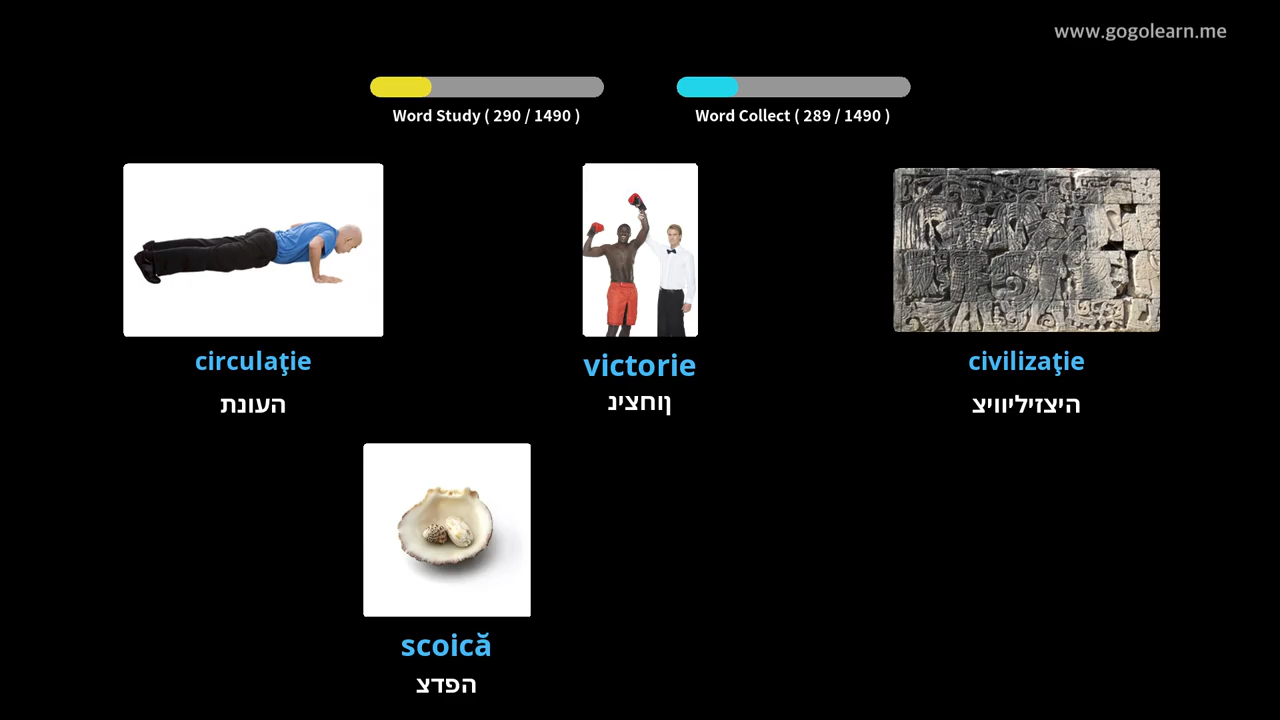 www.gogolearn.me
Word Study ( 290 / 1490 )
Word Collect ( 289 / 1490 )
circulaţie
העונת
victorie
ןוחצינ
civilizaţie
היצזיליוויצ
scoică
הפדצ